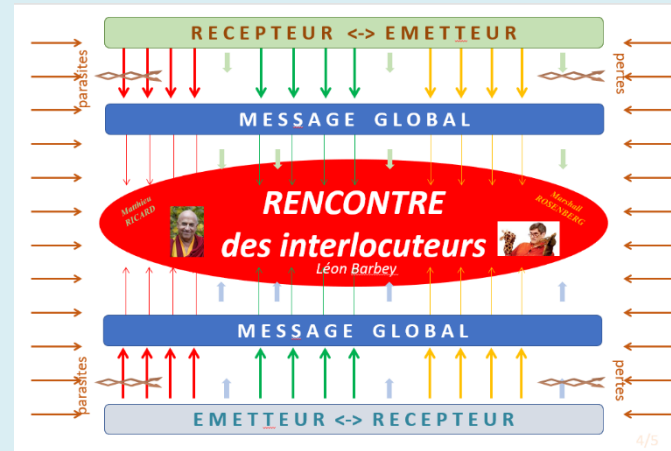 RECEPTEUR <-> EMETTEUR
parasites
pertes
MESSAGE GLOBAL
Matthieu
RICARD
RENCONTRE
des interlocuteurs
Léon Barbey
Marshall
ROSENBERG
MESSAGE GLOBAL
parasites
pertes
EMETTEUR <-> RECEPTEUR
4/5